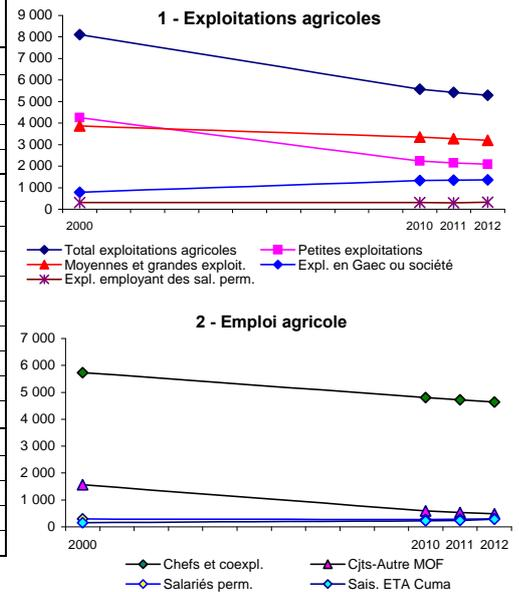 1 - Exploitations agricoles
9 000
8 000
7 000
6 000
5 000
4 000
3 000
2 000
1 000
0
2000 2010 2011 2012
Total exploitations agricoles Petites exploitations
Moyennes et grandes exploit. Expl. en Gaec ou société
Expl. employant des sal. perm.
2 - Emploi agricole
7 000
6 000
5 000
4 000
3 000
2 000
1 000
0
2000 2010 2011 2012
Chefs et coexpl. Cjts-Autre MOF
Salariés perm. Sais. ETA Cuma